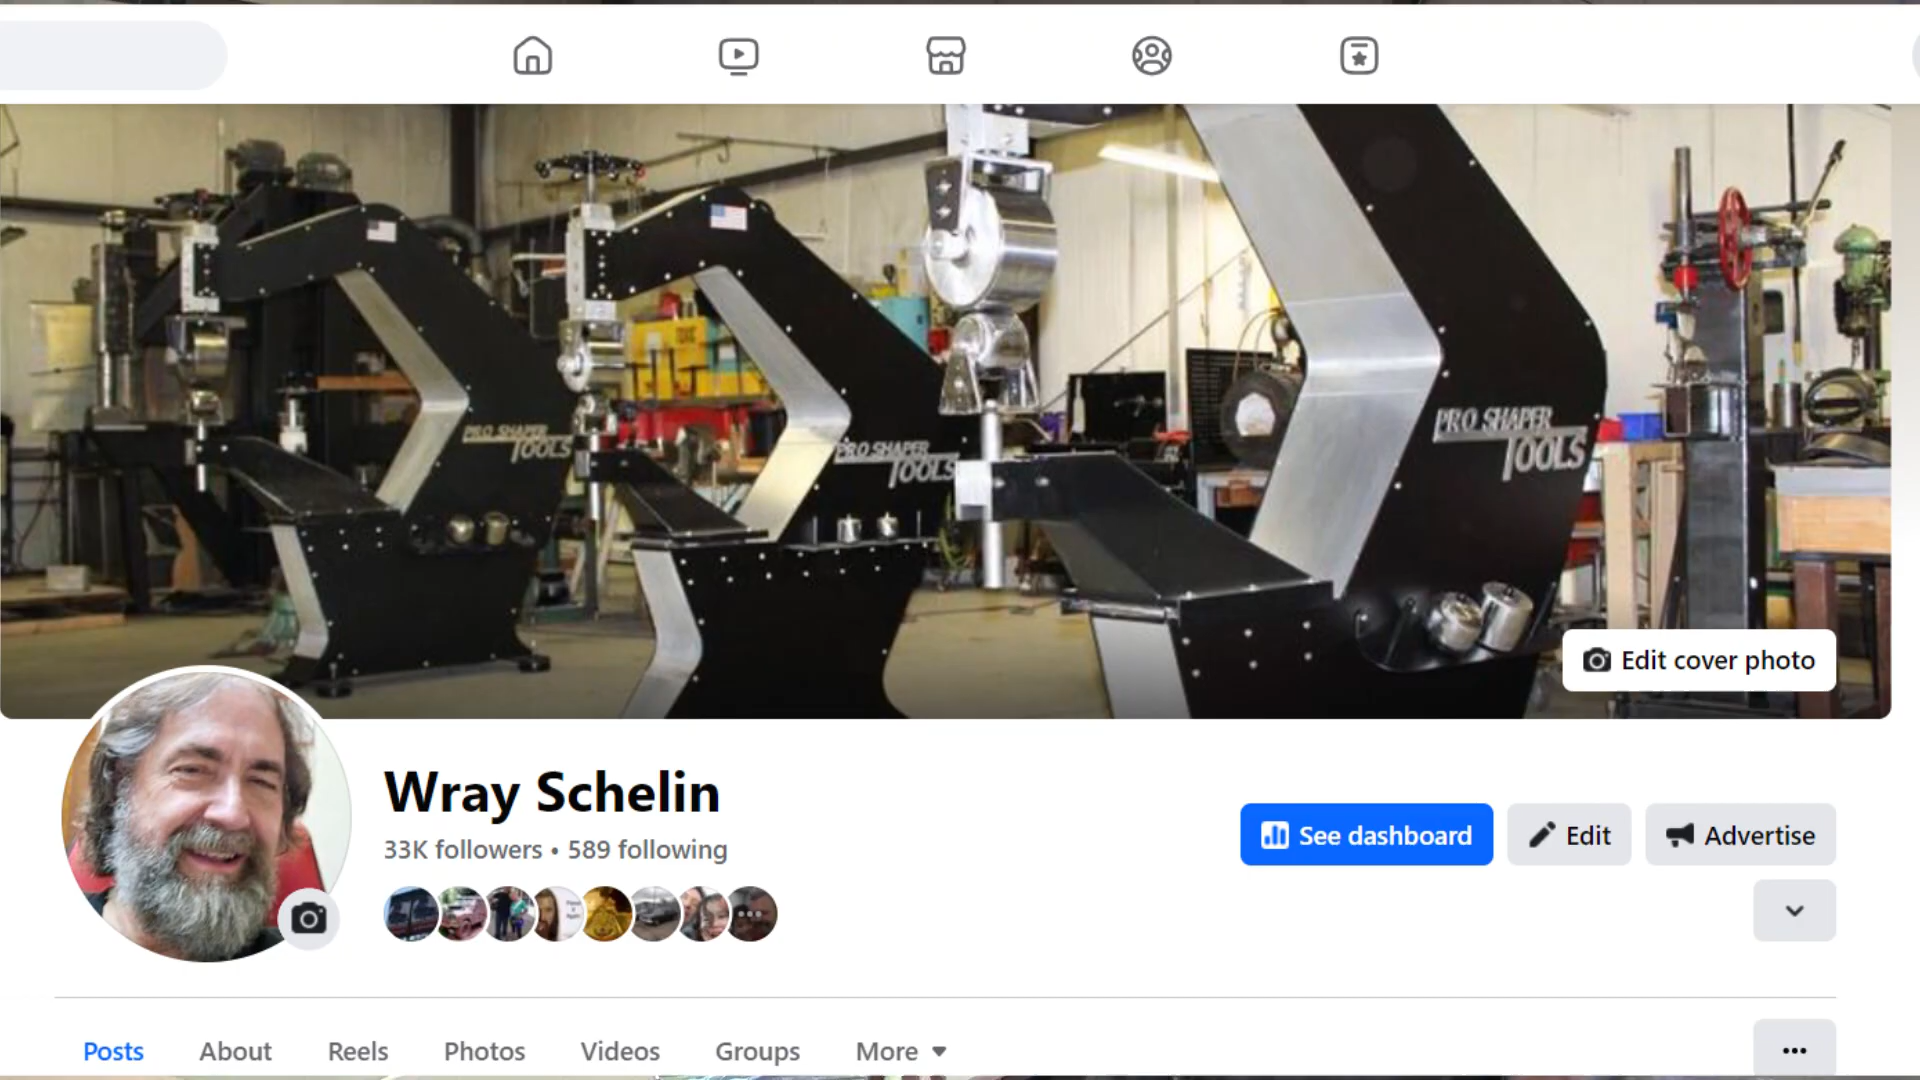 PRO SHAPER
TOOLS
PRO SHAPER
TOOLS
PRO SHAPER
TOOLS
Edit cover photo
Wray Schelin
33K followers • 589 following
See dashboard
Edit
Advertise
Posts
About
Reels
Photos
Videos
Groups
More